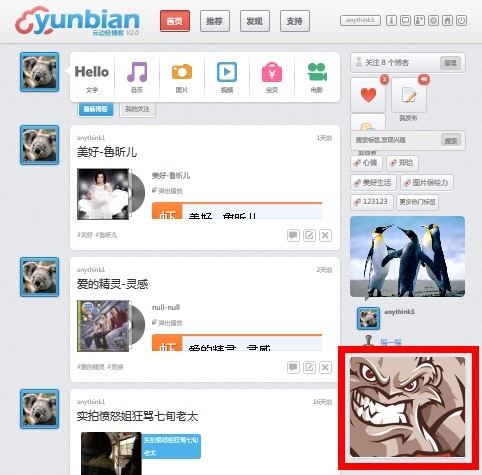 yunbian
云边轻博客 V2.0
首页 推荐 发现 支持
anythink1
Hello
文字 音乐 图片 视频 宝贝 电影
最新博客 我的关注
anythink1 1天前
美好-鲁昕儿
美好-鲁昕儿
弹出播放
虾 美好-鲁昕儿
#美好 #鲁昕儿
anythink1 2天前
爱的精灵-灵感
null-null
弹出播放
虾 爱的精灵-灵感
#爱的精灵 #灵感
anythink1 16天前
实拍愤怒姐狂骂七旬老太
实拍愤怒姐狂骂七旬
老太
关注 8 个博客 管理
2 46
我发布
搜索标签,发现兴趣 搜索
心情 郑怡
美好生活 图片很给力
123123 更多热门标签
anythink1
摇一摇